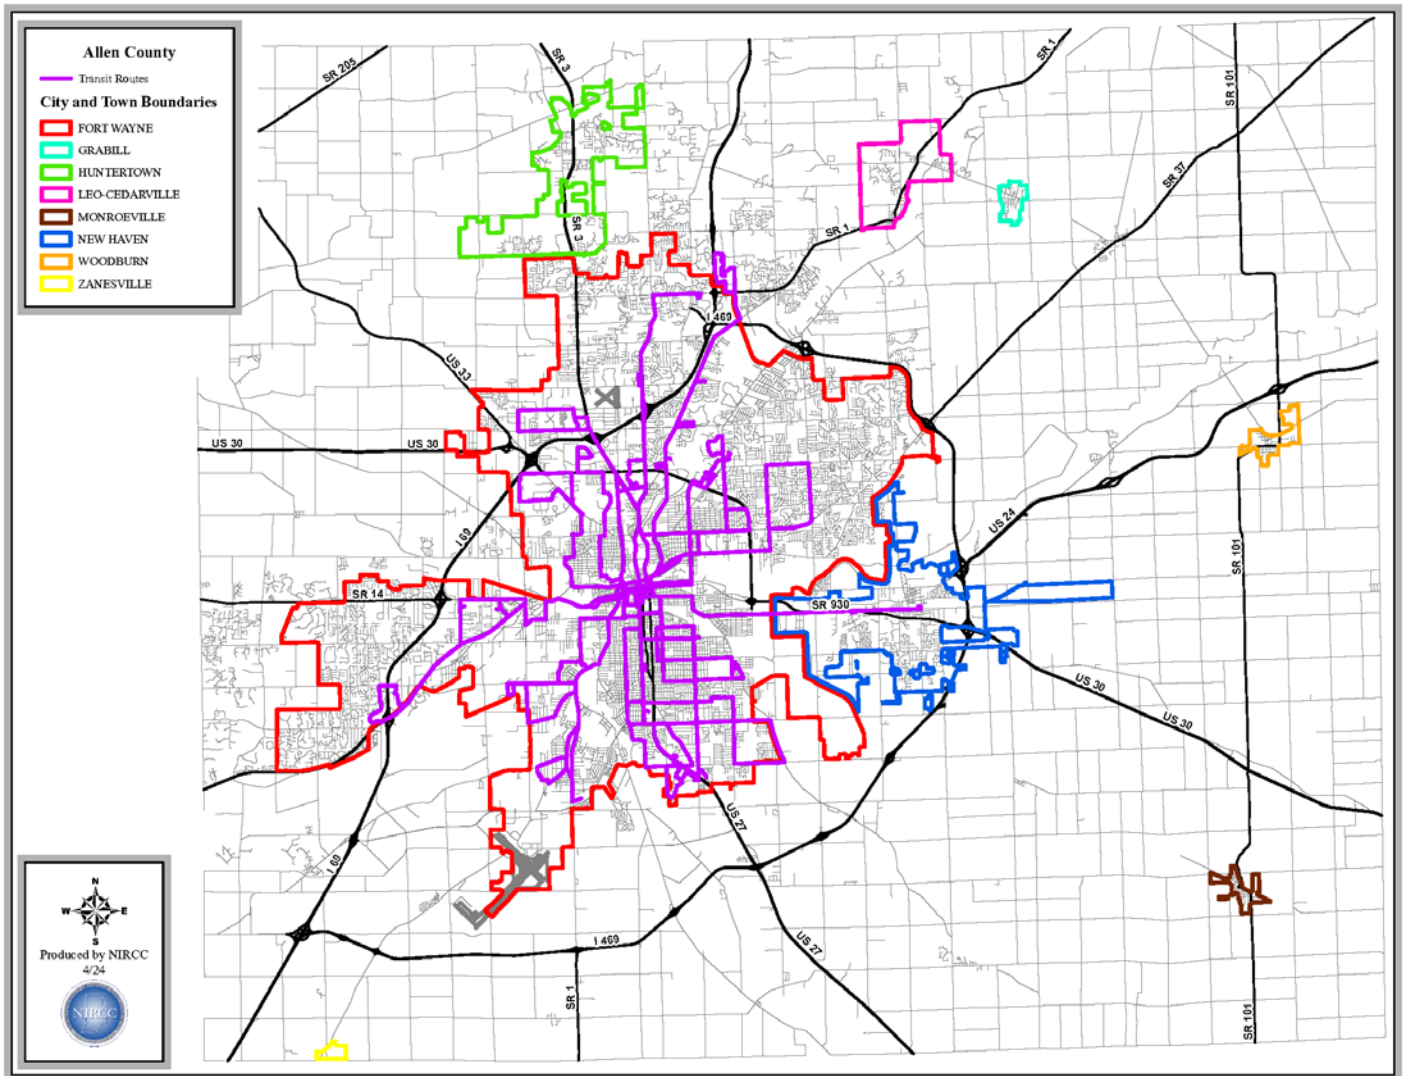 Allen County
Transit Routes
City and Town Boundaries
FORT WAYNE
GRABILL
HUNTERTOWN
LEO-CEDARVILLE
MONROEVILLE
NEW HAVEN
WOODBURN
ZANESVILLE
SR 205
SR 3
SR 1
SR 101
SR 37
SR 3
SR 1
I 469
US 33
US 30
US 30
I 69
US 24
SR 101
SR 14
SR 930
US 30
US 30
US 27
I 69
I 469
US 27
SR 1
SR 101
N
W
E
S
Produced by NIRCC
4/24
NIRCC